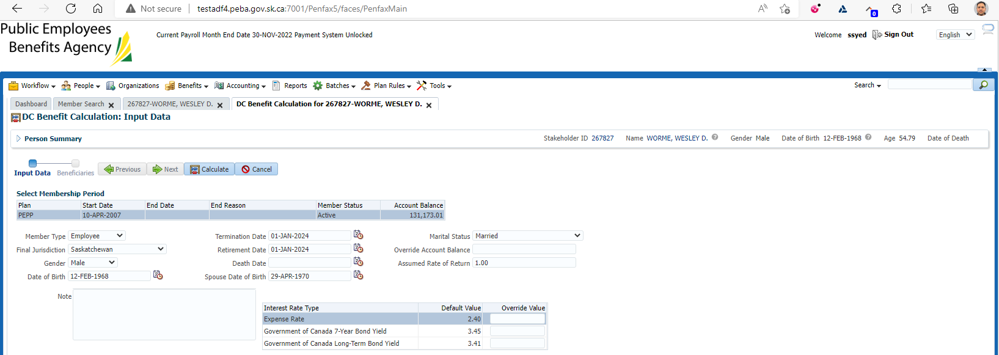 Not secure testadf4.peba.gov.sk.ca:7001/Penfax5/faces/PenfaxMain
0
Public Employees
Benefits Agency
Current Payroll Month End Date 30-NOV-2022 Payment System Unlocked
Welcome ssyed Sign Out English
Workflow People Organizations Benefits Accounting Reports Batches Plan Rules Tools Search
Dashboard Member Search 267827-WORME, WESLEY D. DC Benefit Calculation for 267827-WORME, WESLEY D.
DC Benefit Calculation: Input Data
Person Summary Stakeholder ID 267827 Name WORME, WESLEY D. Gender Male Date of Birth 12-FEB-1968 Age 54.79 Date of Death
Input Data Beneficiaries Previous Next Calculate Cancel
Select Membership Period
Plan Start Date End Date End Reason Member Status Account Balance
PEPP 10-APR-2007 Active 131,173.01
Member Type Employee Termination Date 01-JAN-2024 Marital Status Married
Final Jurisdiction Saskatchewan Retirement Date 01-JAN-2024 Override Account Balance
Gender Male Death Date Assumed Rate of Return 1.00
Date of Birth 12-FEB-1968 Spouse Date of Birth 29-APR-1970
Note
Interest Rate Type Default Value Override Value
Expense Rate 2.40
Government of Canada 7-Year Bond Yield 3.45
Government of Canada Long-Term Bond Yield 3.41